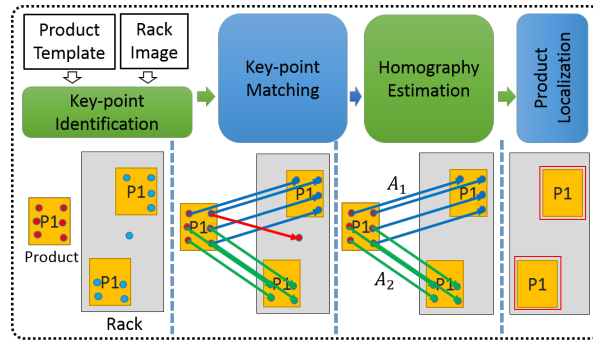 Product
Template
Rack
Image
Key-point
Identification
Key-point
Matching
Homography
Estimation
Product
Localization
P1
P1
Product
P1
Rack
P1
P1
P1
A1
P1
P1
A2
P1
P1
P1